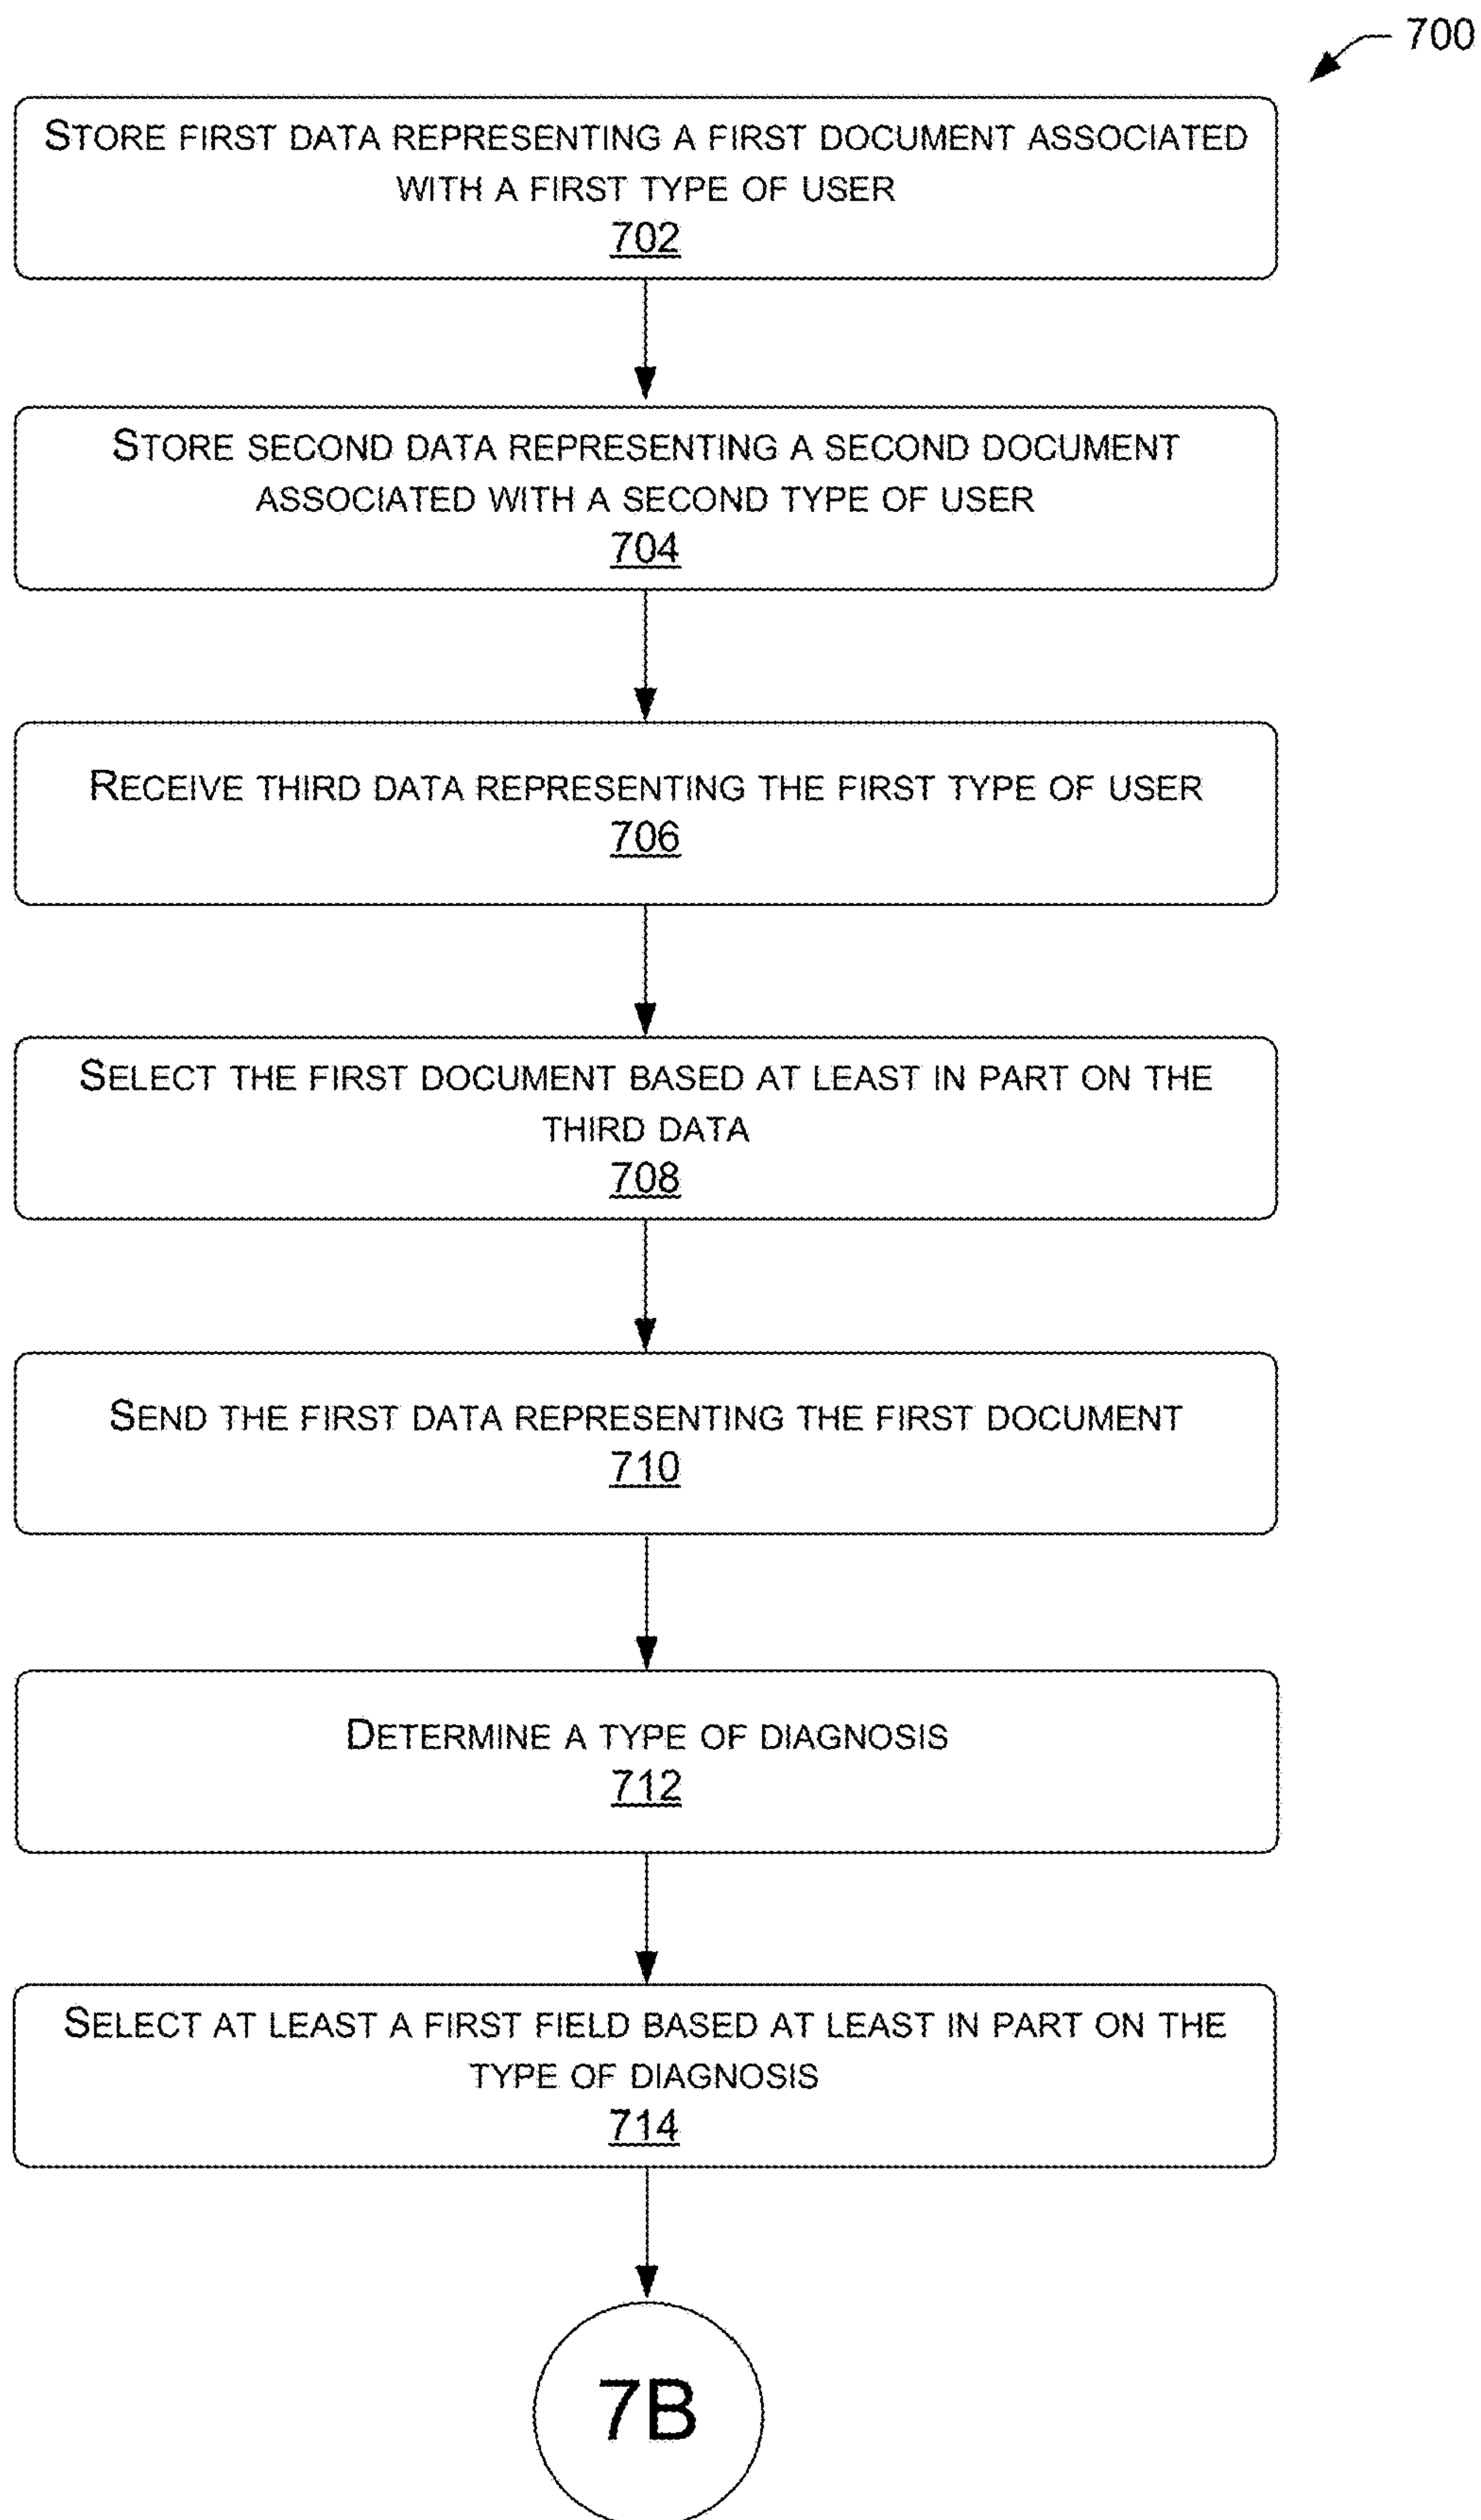 700
STORE FIRST DATA REPRESENTING A FIRST DOCUMENT ASSOCIATED
WITH A FIRST TYPE OF USER
702
STORE SECOND DATA REPRESENTING A SECOND DOCUMENT
ASSOCIATED WITH A SECOND TYPE OF USER
704
RECEIVE THIRD DATA REPRESENTING THE FIRST TYPE OF USER
706
SELECT THE FIRST DOCUMENT BASED AT LEAST IN PART ON THE
THIRD DATA
708
SEND THE FIRST DATA REPRESENTING THE FIRST DOCUMENT
710
DETERMINE A TYPE OF DIAGNOSIS
712
SELECT AT LEAST A FIRST FIELD BASED AT LEAST IN PART ON THE
TYPE OF DIAGNOSIS
714
7B